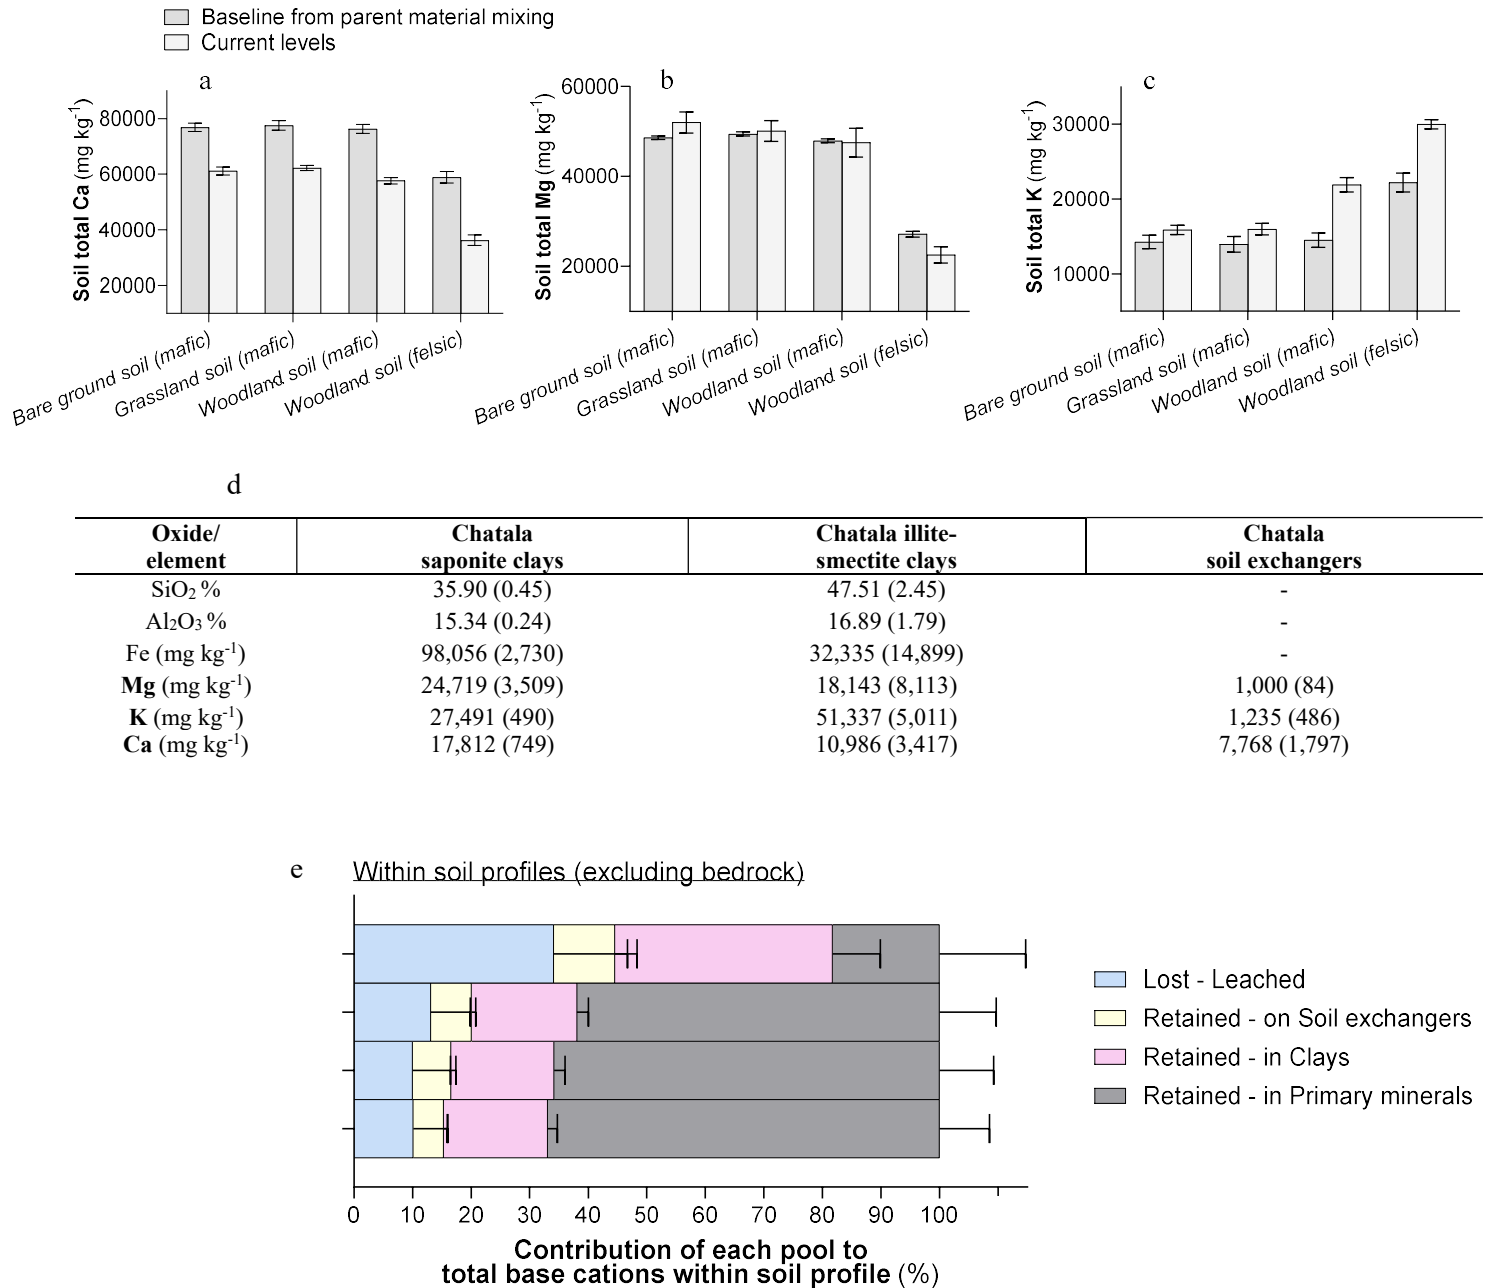 Baseline from parent material mixing
Current levels
a
Soil total Ca (mg kg-1)
80000
60000
40000
20000
Bare ground soil (mafic)
Grassland soil (mafic)
Woodland soil (mafic)
Woodland soil (felsic)
b
Soil total Mg (mg kg-1)
60000
40000
20000
Bare ground soil (mafic)
Grassland soil (mafic)
Woodland soil (mafic)
Woodland soil (felsic)
c
Soil total K (mg kg-1)
30000
20000
10000
Bare ground soil (mafic)
Grassland soil (mafic)
Woodland soil (mafic)
Woodland soil (felsic)
d
Oxide/ Chatala Chatala illite- Chatala
element saponite clays smectite clays soil exchangers
SiO2 % 35.90 (0.45) 47.51 (2.45) -
Al2O3 % 15.34 (0.24) 16.89 (1.79) -
Fe (mg kg-1) 98,056 (2,730) 32,335 (14,899) -
Mg (mg kg-1) 24,719 (3,509) 18,143 (8,113) 1,000 (84)
K (mg kg-1) 27,491 (490) 51,337 (5,011) 1,235 (486)
Ca (mg kg-1) 17,812 (749) 10,986 (3,417) 7,768 (1,797)
e
Within soil profiles (excluding bedrock)
Lost - Leached
Retained - on Soil exchangers
Retained - in Clays
Retained - in Primary minerals
0 10 20 30 40 50 60 70 80 90 100
Contribution of each pool to
total base cations within soil profile (%)